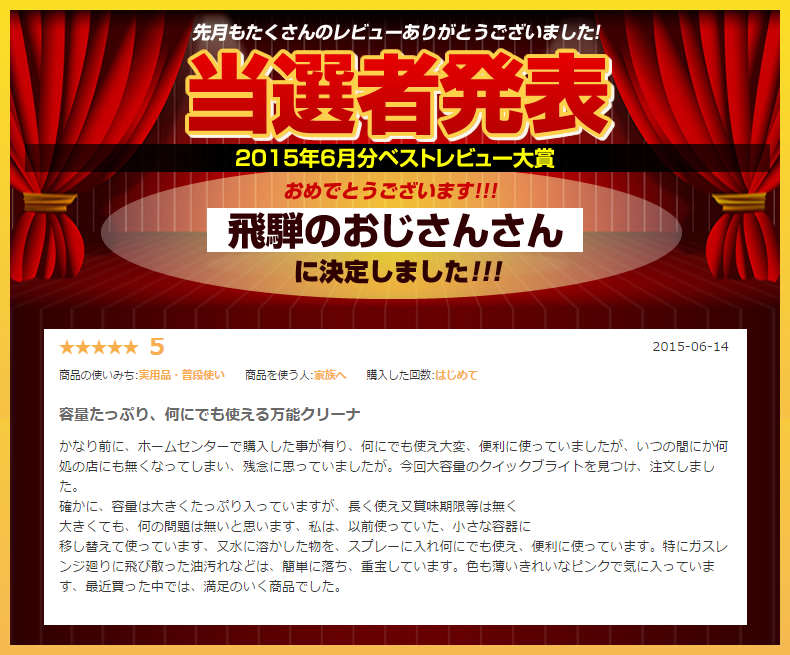 先月もたくさんのレビューありがとうございました!
当選者発表
2015年6月分ベストレビュー大賞
おめでとうございます!!!
飛騨のおじさんさん
に決定しました!!!
★★★★★ 5 2015-06-14
商品の使いみち:実用品・普段使い 商品を使う人:家族へ 購入した回数:はじめて
容量たっぷり、何にでも使える万能クリーナ
かなり前に、ホームセンターで購入した事が有り、何にでも使え大変、便利に使っていましたが、いつの間にか何
処の店にも無くなってしまい、残念に思っていましたが。今回大容量のクイックブライトを見つけ、注文しまし
た。
確かに、容量は大きくたっぷり入っていますが、長く使え又賞味期限等は無く
大きくても、何の問題は無いと思います、私は、以前使っていた、小さな容器に
移し替えて使っています、又水に溶かした物を、スプレーに入れ何にでも使え、便利に使っています。特にガスレ
ンジ廻りに飛び散った油汚れなどは、簡単に落ち、重宝しています。色も薄いきれいなピンクで気に入っていま
す、最近買った中では、満足のいく商品でした。